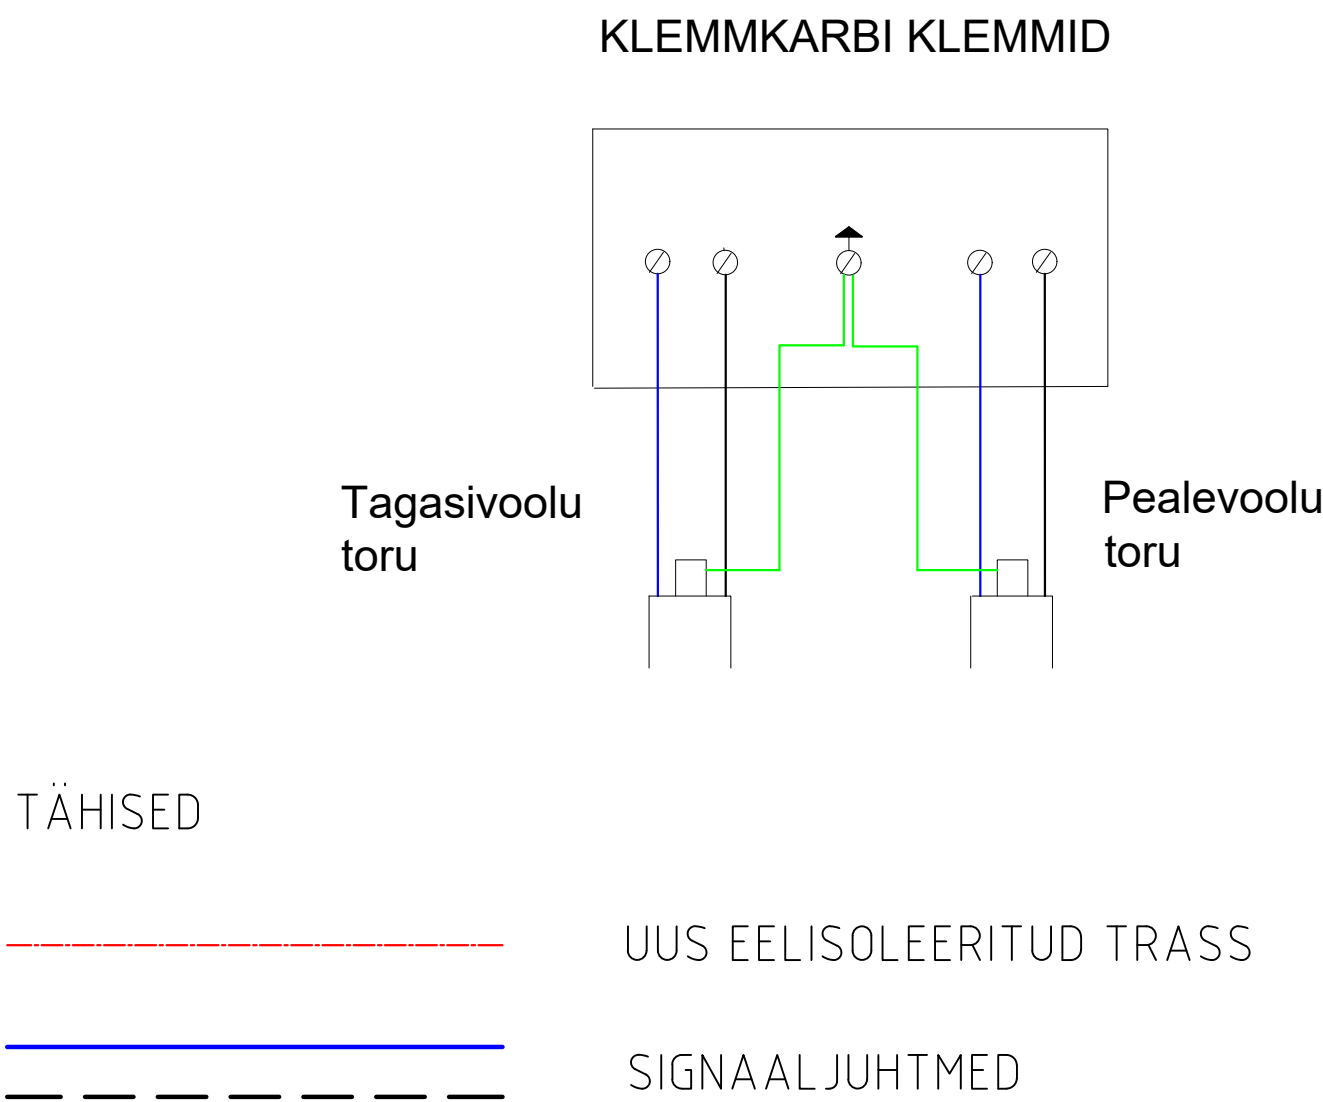 KLEMMKARBI KLEMMID
Tagasivoolu
toru
Pealevoolu
toru
TÄHISED
UUS EELISOLEERITUD TRASS
SIGNAALJUHTMED